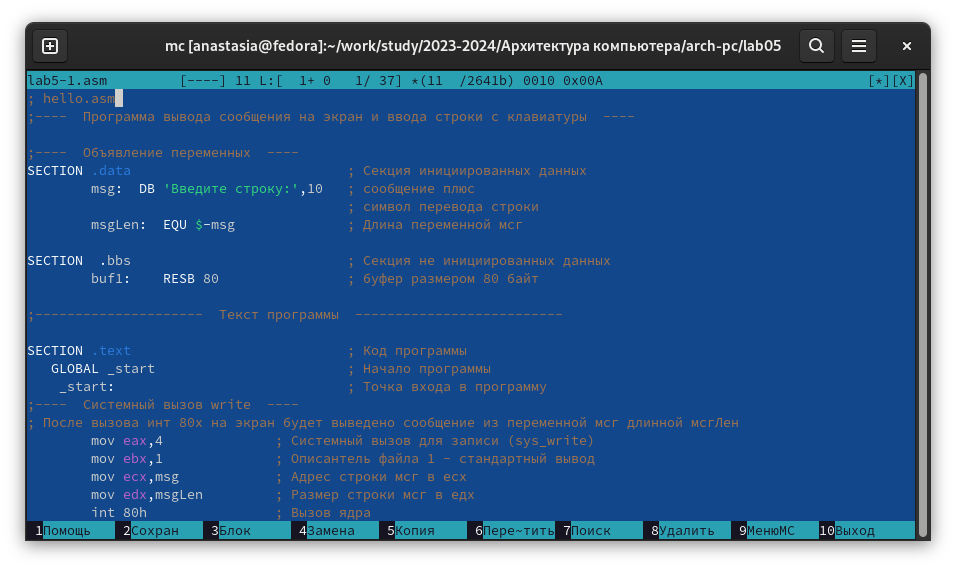 mc [anastasia@fedora]:~/work/study/2023-2024/Архитектура компьютера/arch-pc/lab05
lab5-1.asm         [----] 11 L:[  1+ 0   1/ 37] *(11  /2641b) 0010 0x00A                                 [*][X]
; hello.asm
;----  Программа вывода сообщения на экран и ввода строки с клавиатуры  ----
;----  Объявление переменных  ----
SECTION .data                           ; Секция инициированных данных
        msg:  DB 'Введите строку:',10   ; сообщение плюс
                                        ; символ перевода строки
        msgLen:  EQU $-msg              ; Длина переменной мсг
SECTION  .bbs                           ; Секция не инициированных данных
        buf1:    RESB 80                ; буфер размером 80 байт
;---------------------  Текст программы  --------------------------
SECTION .text                           ; Код программы
   GLOBAL _start                        ; Начало программы
    _start:                             ; Точка входа в программу
;----  Системный вызов write  ----
; После вызова инт 80х на экран будет выведено сообщение из переменной мсг длинной мсгЛен
        mov eax,4              ; Системный вызов для записи (sys_write)
        mov ebx,1              ; Описантель файла 1 - стандартный вывод
        mov ecx,msg            ; Адрес строки мсг в есх
        mov edx,msgLen         ; Размер строки мсг в едх
        int 80h                ; Вызов ядра
1Помощь 2Сохран 3Блок 4Замена 5Копия 6Пере~тить 7Поиск 8Удалить 9МенюMC 10Выход